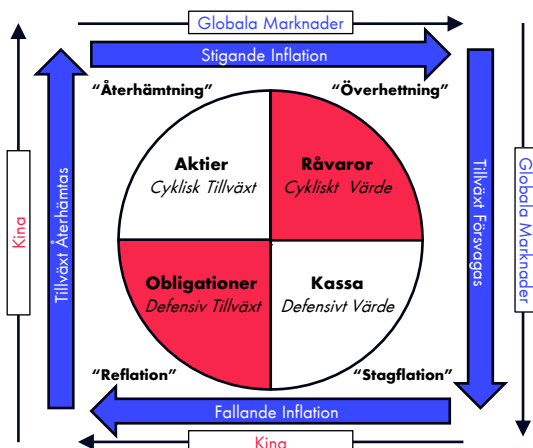 Globala Marknader
Stigande Inflation
“Återhämtning”
“Överhettning”
Kina
Tillväxt Återhämtas
Aktier
Cyklisk Tillväxt
Råvaror
Cykliskt Värde
Tillväxt Försvagas
Globala Marknader
Obligationer
Defensiv Tillväxt
Kassa
Defensivt Värde
“Reflation”
“Stagflation”
Fallande Inflation
Kina